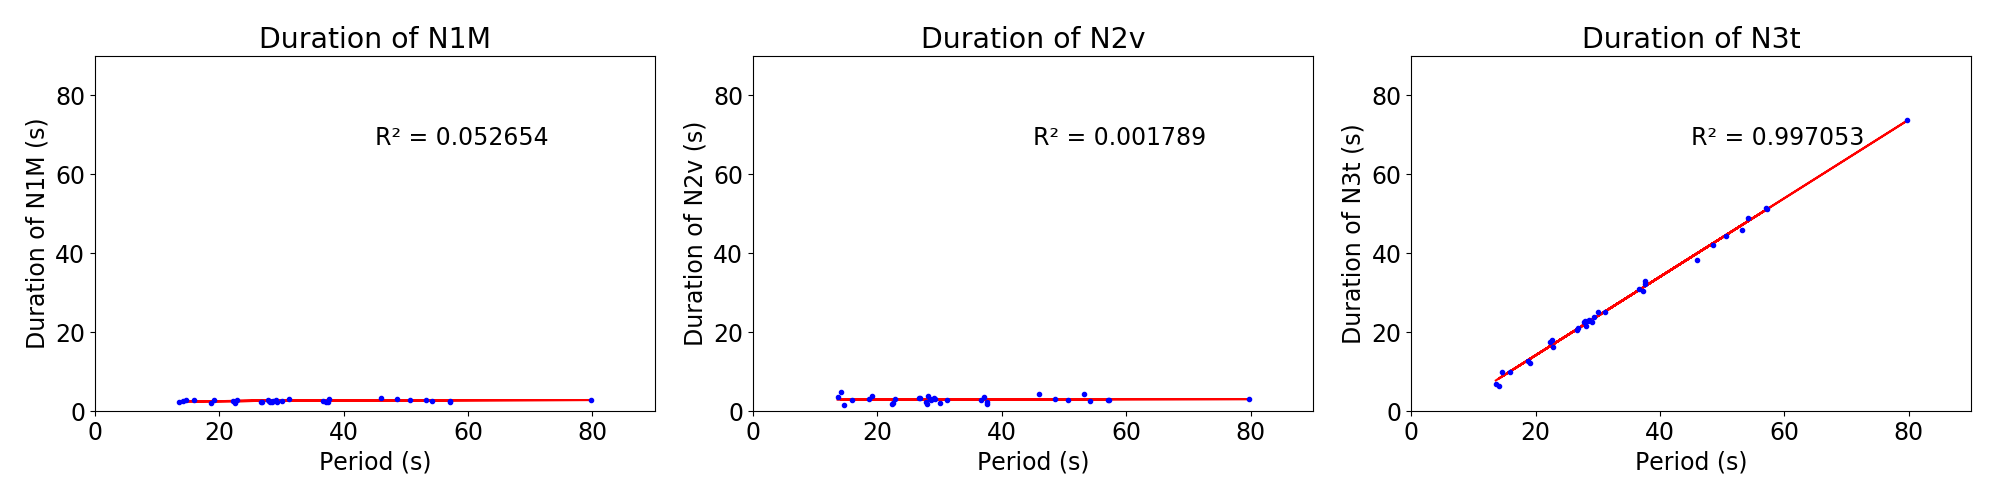 Duration of N1M
Duration of N1M (s)
80
60
40
20
0
R² = 0.052654
0 20 40 60 80
Period (s)
Duration of N2v
Duration of N2v (s)
80
60
40
20
0
R² = 0.001789
0 20 40 60 80
Period (s)
Duration of N3t
Duration of N3t (s)
80
60
40
20
0
R² = 0.997053
0 20 40 60 80
Period (s)